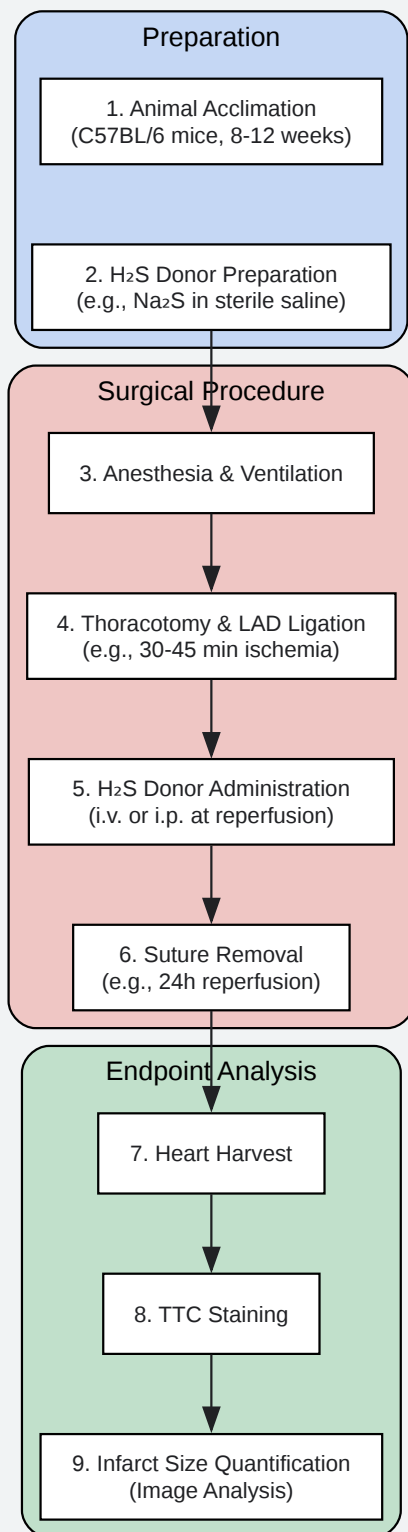 Preparation
1. Animal Acclimation
(C57BL/6 mice, 8-12 weeks)
2. H₂S Donor Preparation
(e.g., Na₂S in sterile saline)
Surgical Procedure
3. Anesthesia & Ventilation
4. Thoracotomy & LAD Ligation
(e.g., 30-45 min ischemia)
5. H₂S Donor Administration
(i.v. or i.p. at reperfusion)
6. Suture Removal
(e.g., 24h reperfusion)
Endpoint Analysis
7. Heart Harvest
8. TTC Staining
9. Infarct Size Quantification
(Image Analysis)